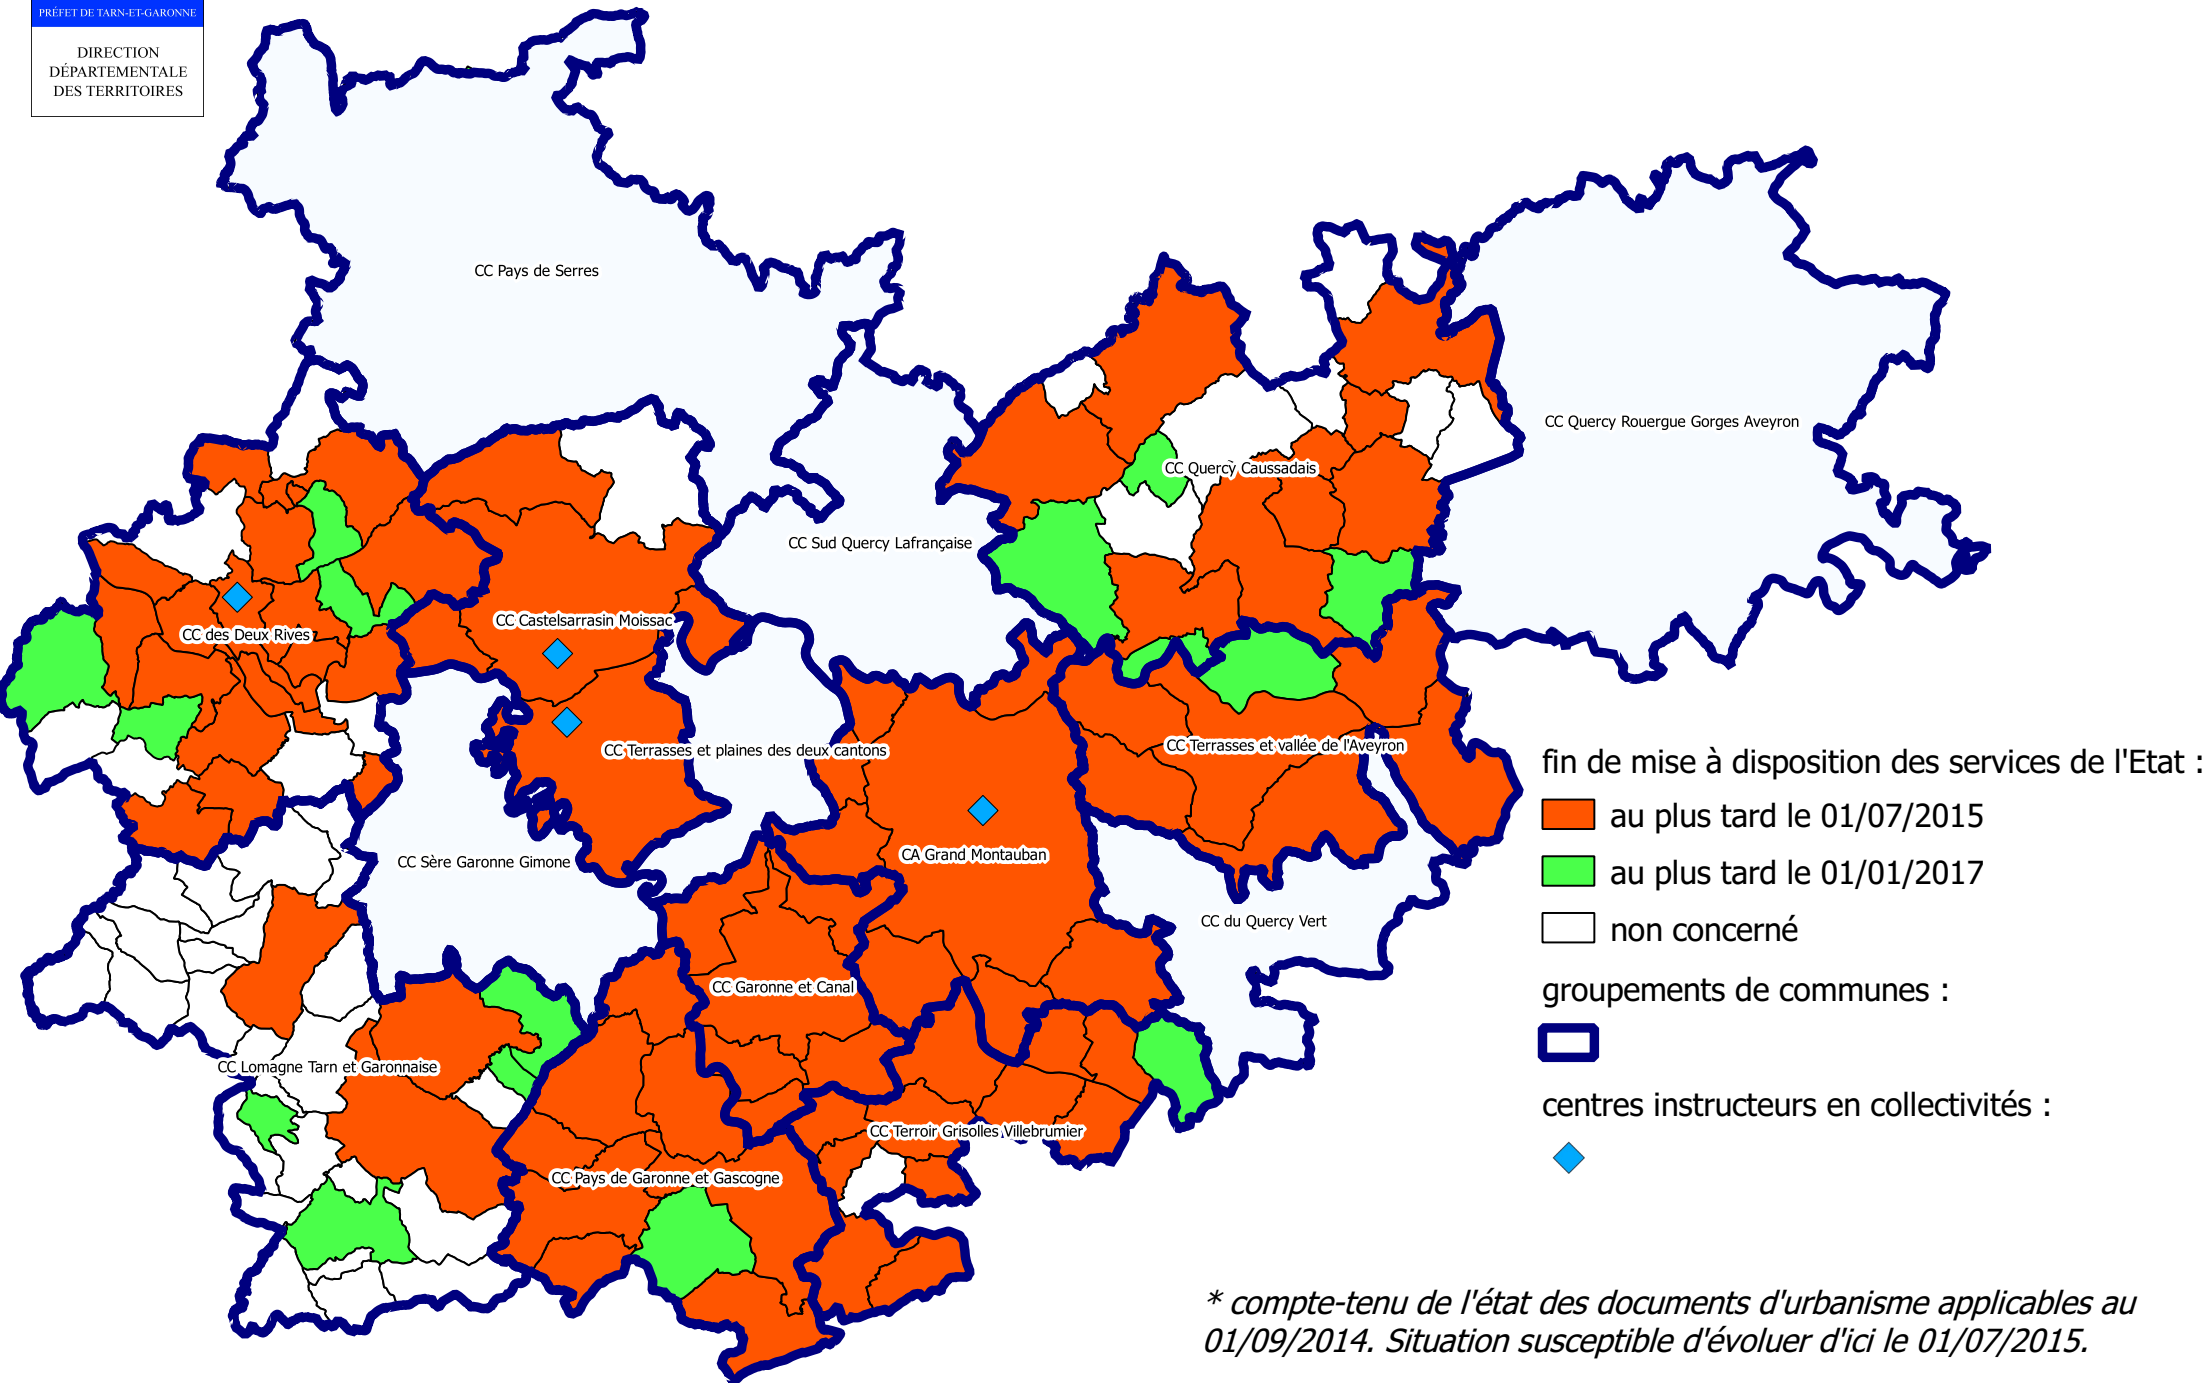 PRÉFET DE TARN-ET-GARONNE
DIRECTION
DÉPARTEMENTALE
DES TERRITOIRES
CC Pays de Serres
CC Quercy Rouergue Gorges Aveyron
CC Quercy Caussadais
CC Sud Quercy Lafrançaise
CC Castelsarrasin Moissac
CC des Deux Rives
CC Terrasses et plaines des deux cantons
CC Terrasses et vallée de l'Aveyron
CA Grand Montauban
CC Sère Garonne Gimone
CC du Quercy Vert
CC Garonne et Canal
CC Lomagne Tarn et Garonnaise
CC Terroir Grisolles Villebrumier
CC Pays de Garonne et Gascogne
fin de mise à disposition des services de l'Etat :
au plus tard le 01/07/2015
au plus tard le 01/01/2017
non concerné
groupements de communes :
centres instructeurs en collectivités :
* compte-tenu de l'état des documents d'urbanisme applicables au
01/09/2014. Situation susceptible d'évoluer d'ici le 01/07/2015.